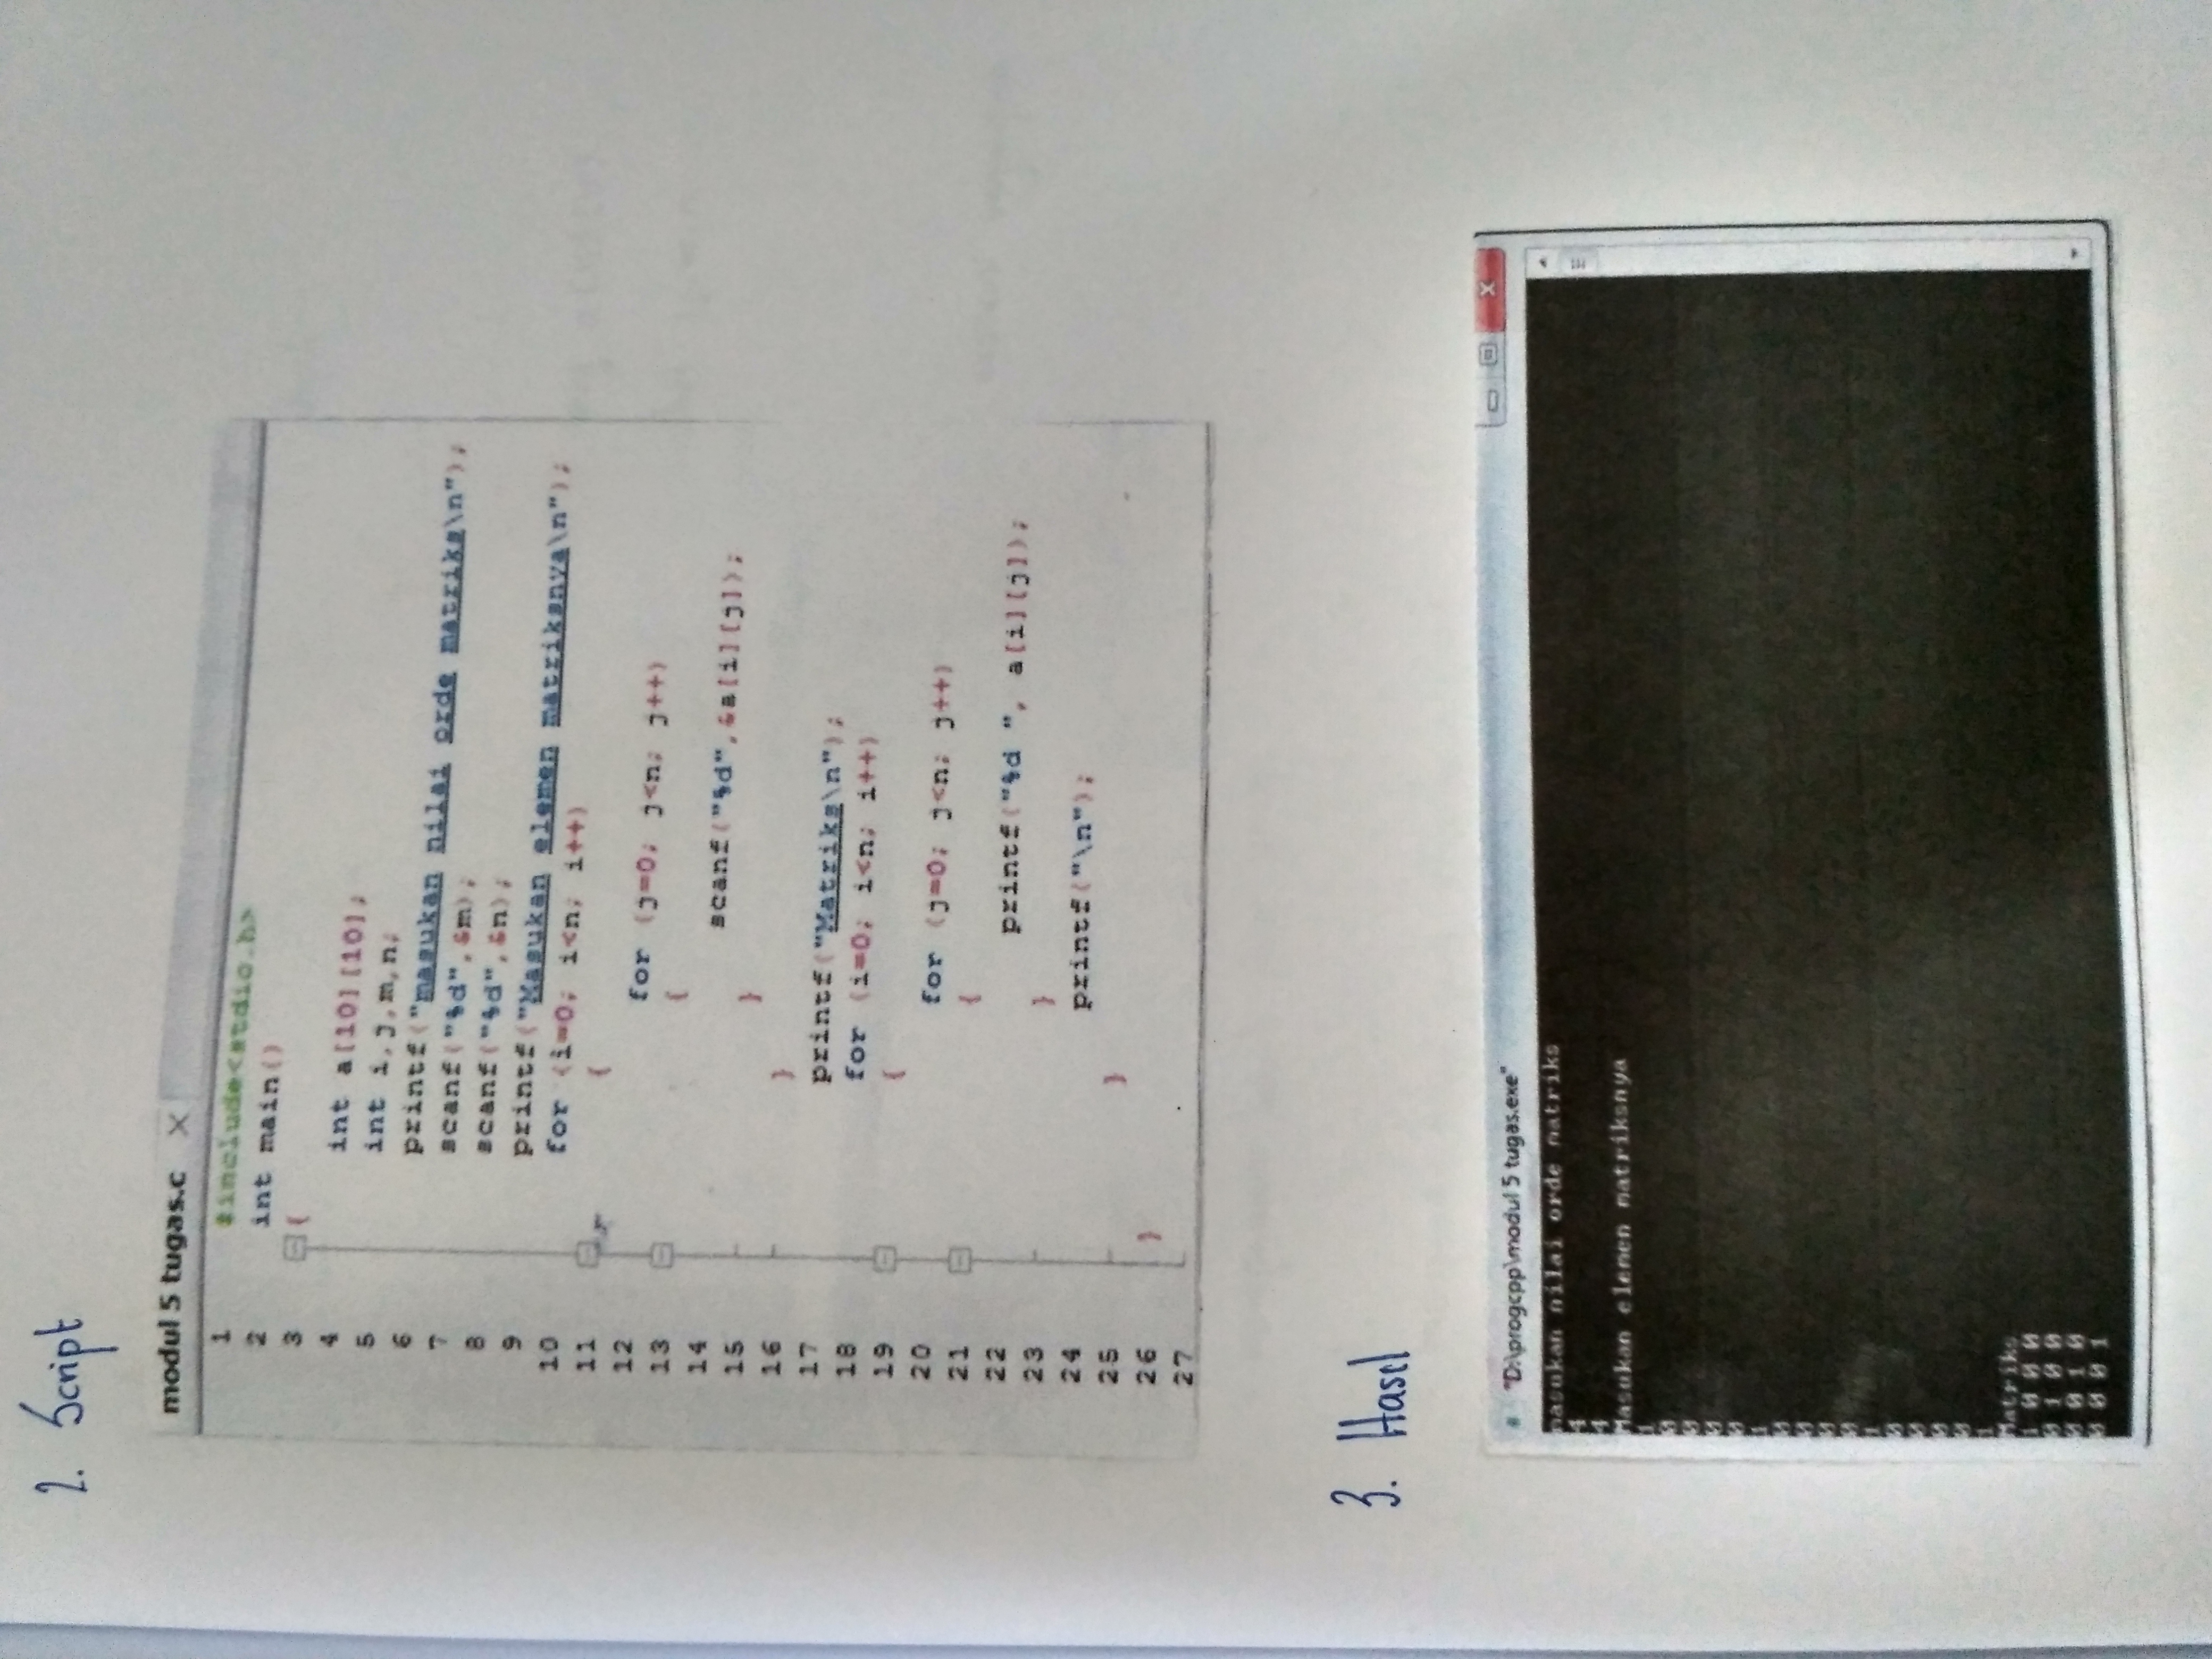 2. Script
modul 5 tugas.c X
1 #include<stdio.h>
2 int main()
3 {
4 int a[10][10];
5 int i,j,m,n;
6 printf("masukan nilai orde matriks\n");
7 scanf("%d",&m);
8 scanf("%d",&n);
9 printf("Masukan elemen matriksnya\n");
10 for (i=0; i<n; i++)
11 {
12 for (j=0; j<n; j++)
13 {
14 scanf("%d",&a[i][j]);
15 }
16 }
17 printf("Matriks\n");
18 for (i=0; i<n; i++)
19 {
20 for (j=0; j<n; j++)
21 {
22 printf("%d ", a[i][j]);
23 }
24 printf("\n");
25 }
26 }
27
3. Hasil
"D:\progcpp\modul 5 tugas.exe"
masukan nilai orde matriks
4
4
Masukan elemen matriksnya
1
0
0
0
0
1
0
0
0
0
1
0
0
0
0
1
Matriks
1 0 0 0
0 1 0 0
0 0 1 0
0 0 0 1